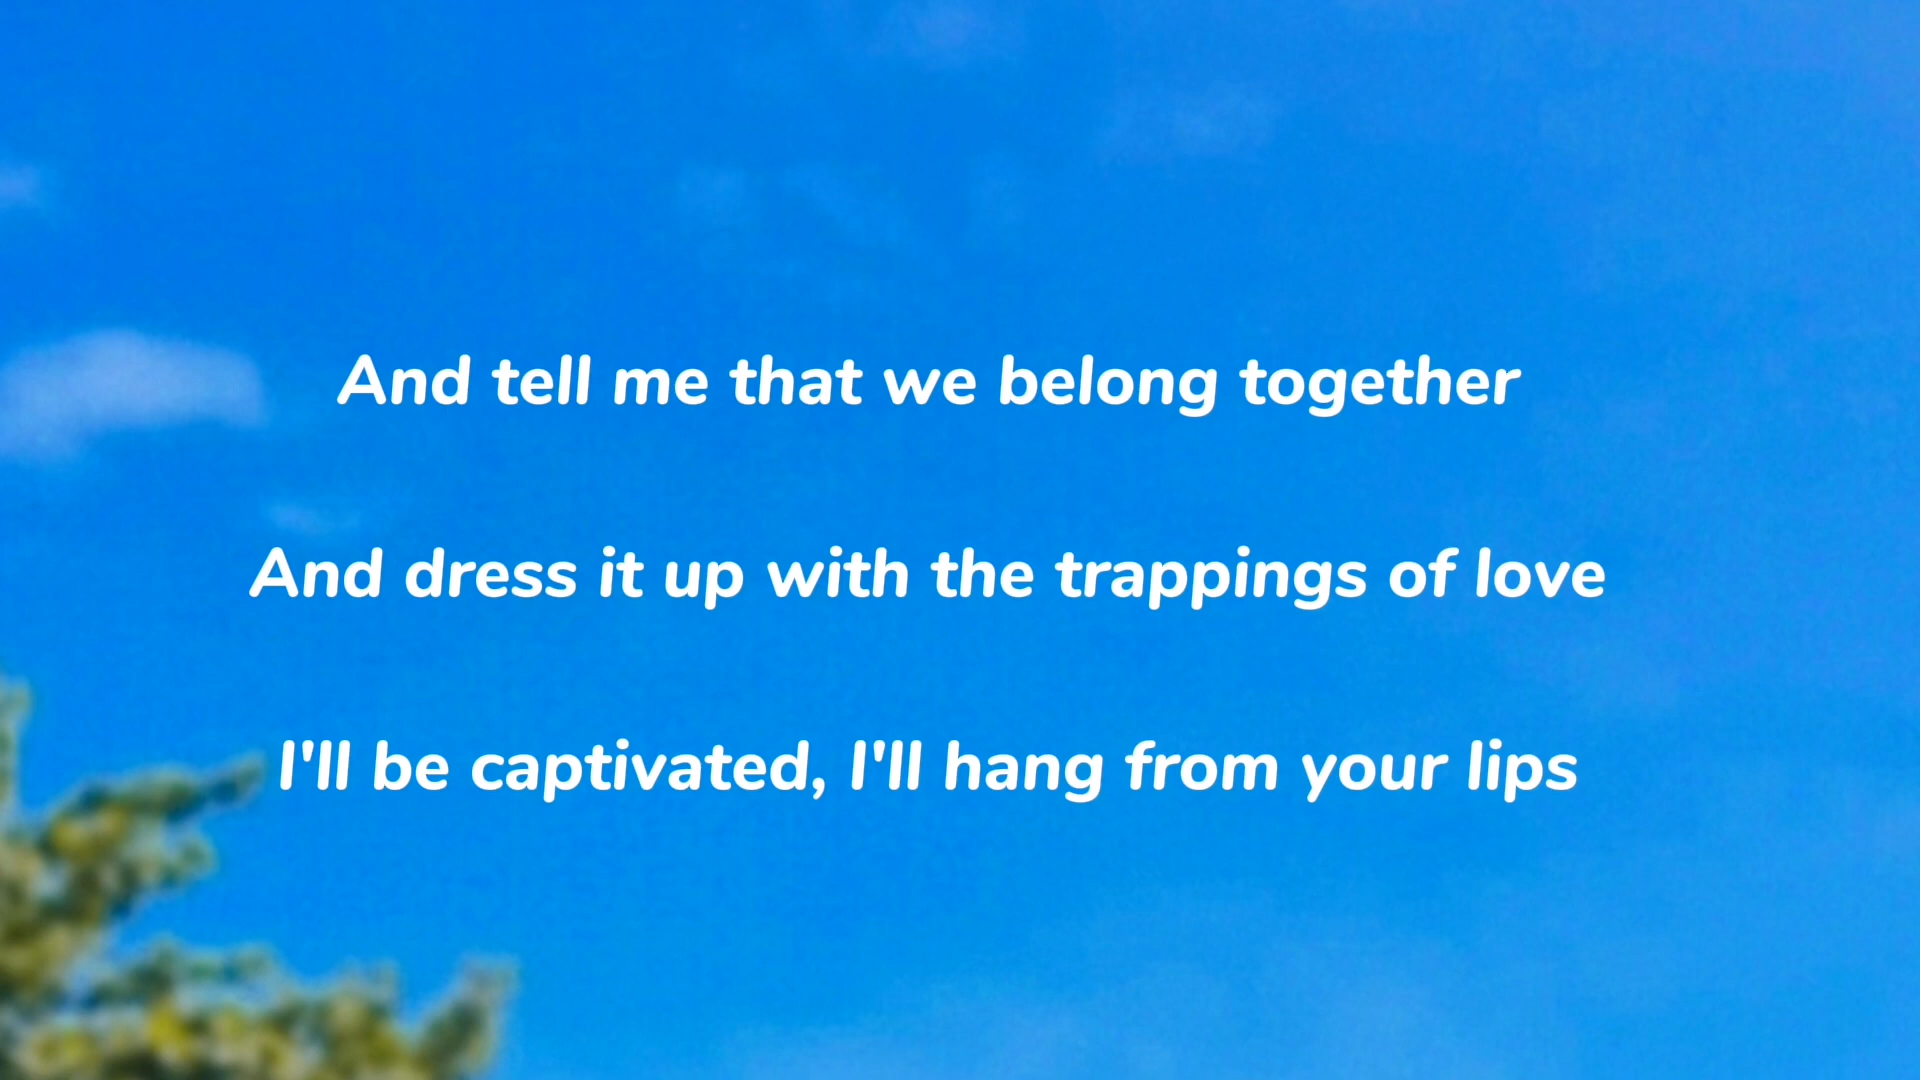 And tell me that we belong together
And dress it up with the trappings of love
I'll be captivated, I'll hang from your lips